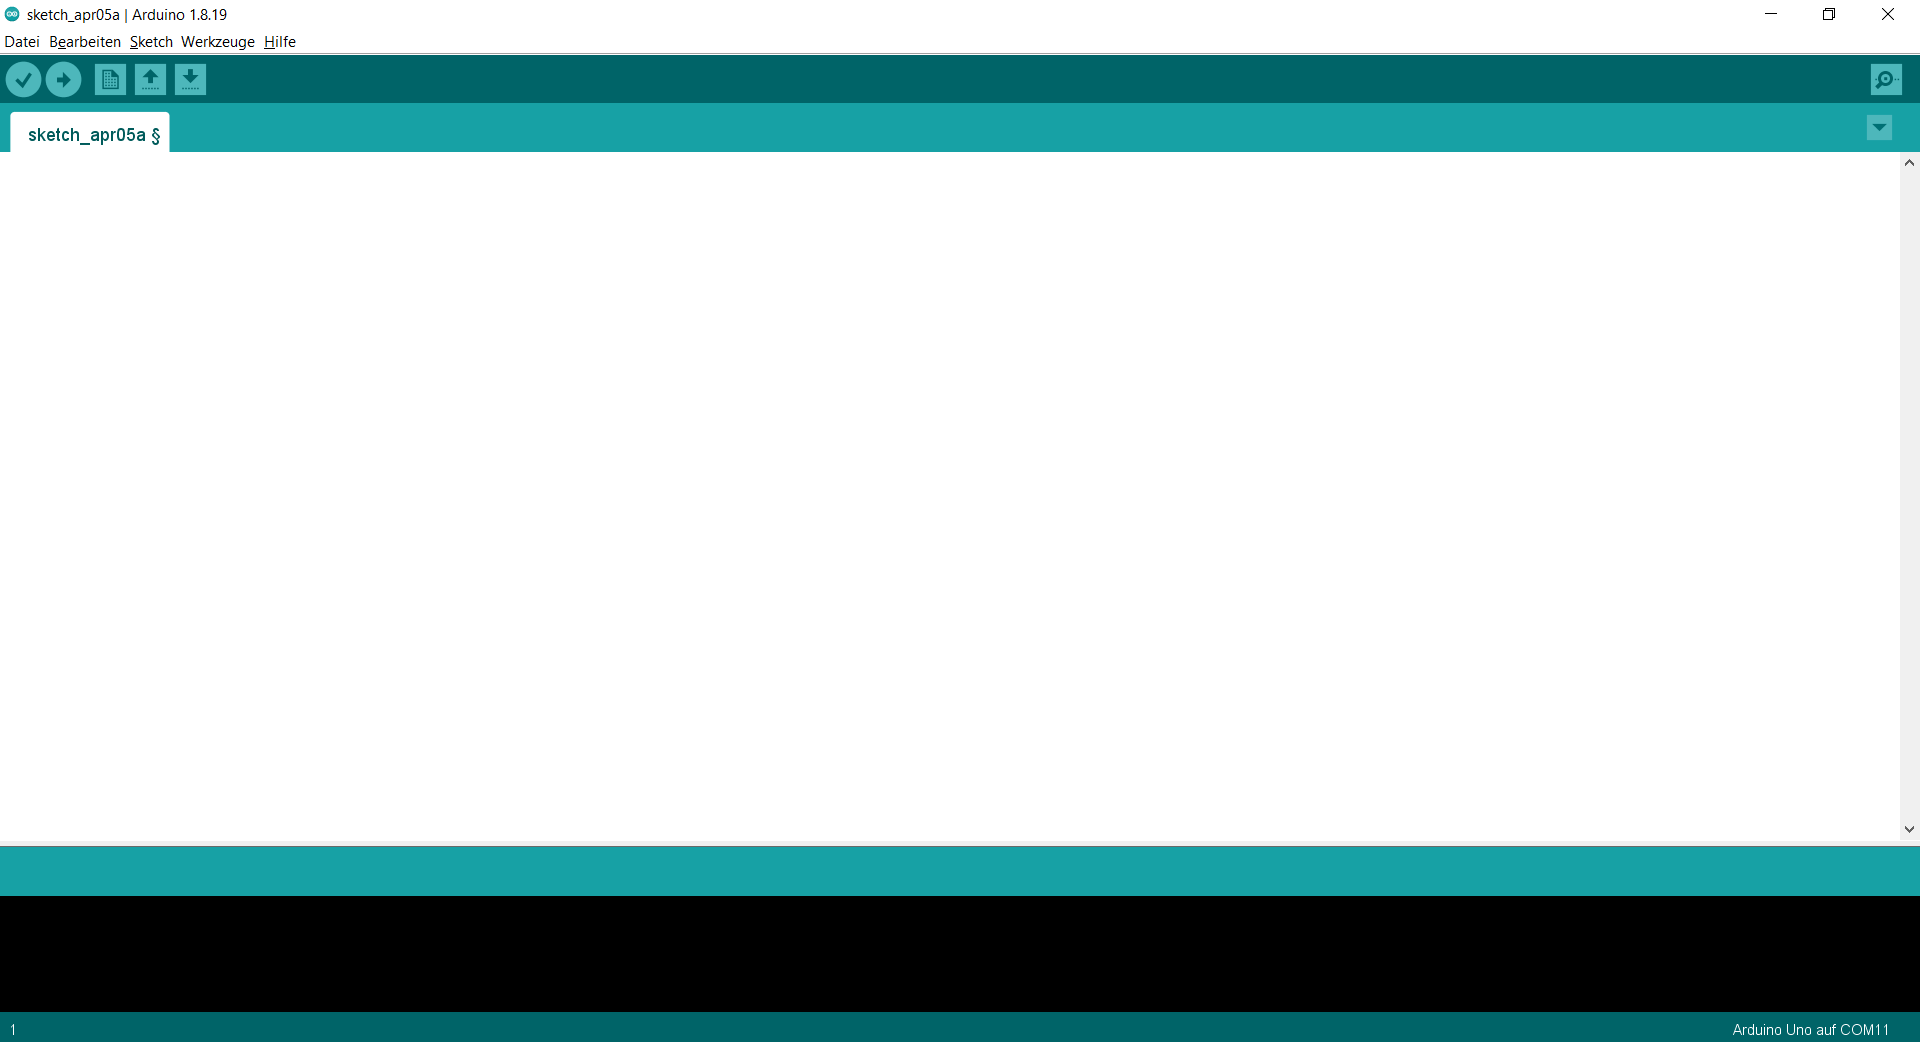 sketch_apr05a | Arduino 1.8.19
Datei Bearbeiten Sketch Werkzeuge Hilfe
sketch_apr05a §
1
Arduino Uno auf COM11